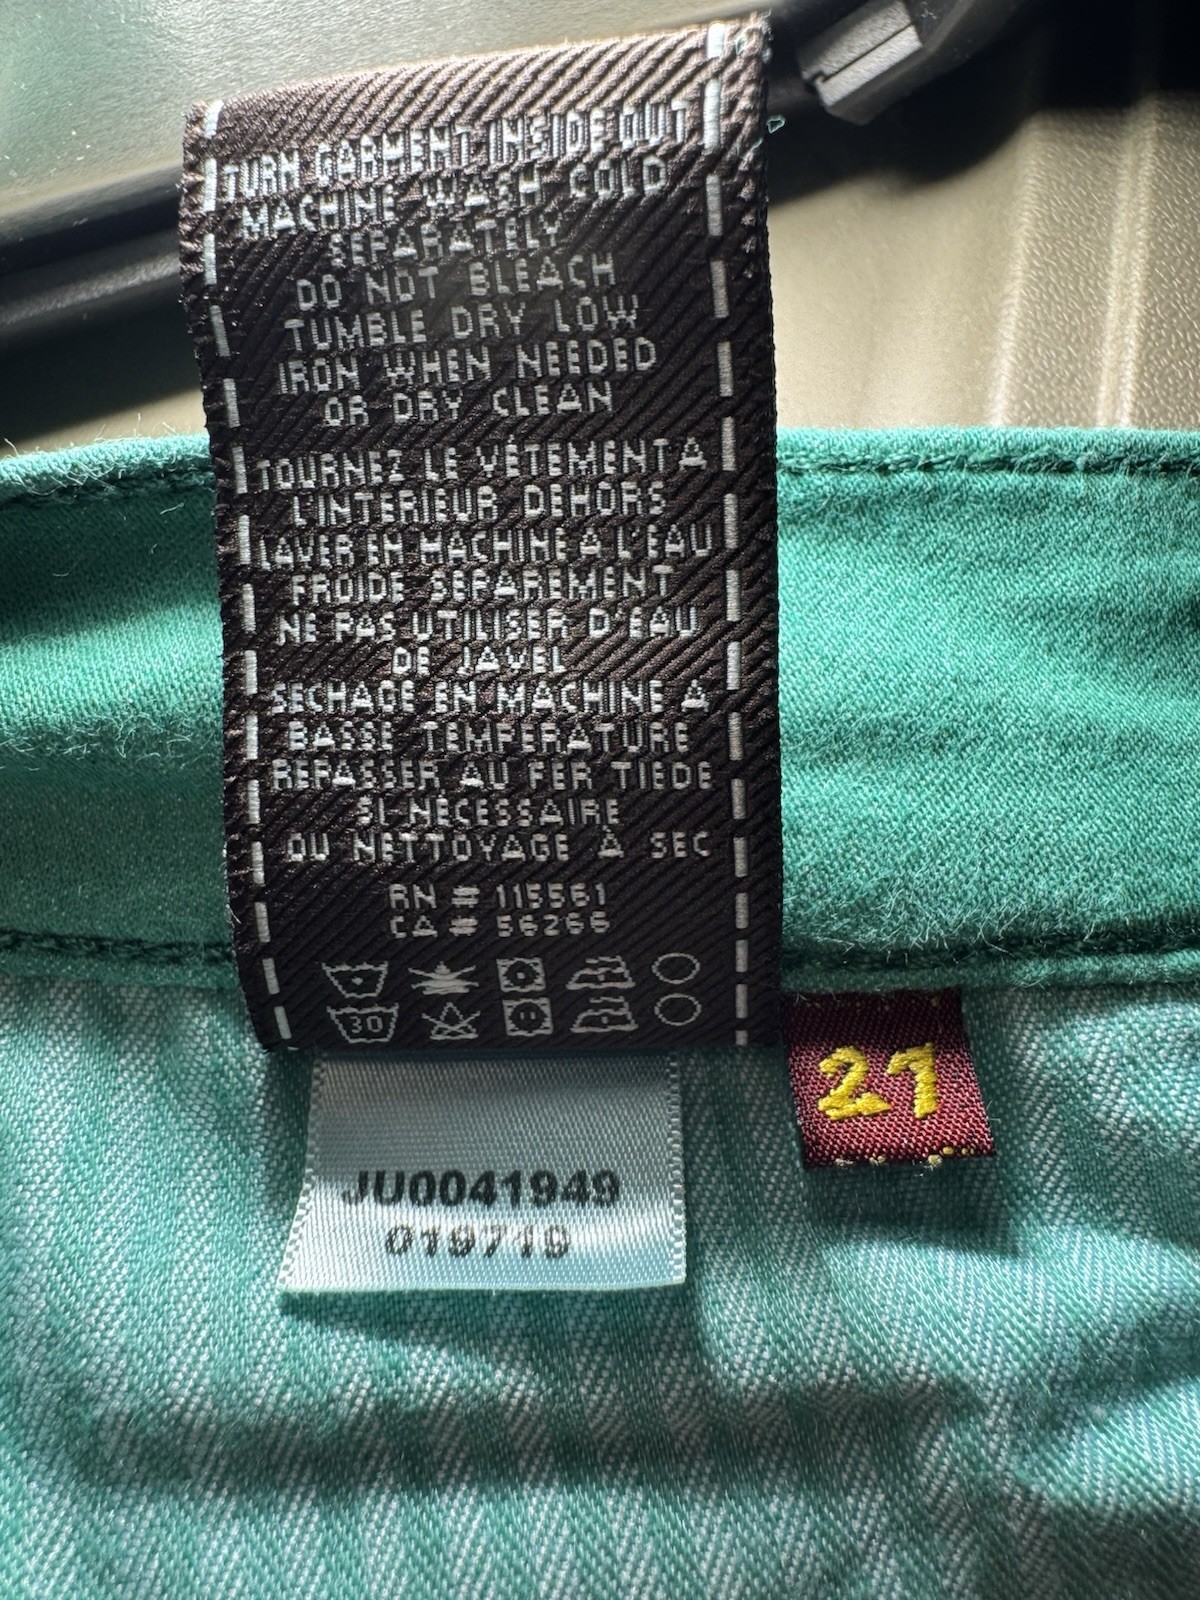 TURN GARMENT INSIDE OUT
MACHINE WASH COLD
SEPARATELY
DO NOT BLEACH
TUMBLE DRY LOW
IRON WHEN NEEDED
OR DRY CLEAN
TOURNEZ LE VÊTEMENT A
L'INTERIEUR DEHORS
LAVER EN MACHINE A L'EAU
FROIDE SEPAREMENT
NE PAS UTILISER D'EAU
DE JAVEL
SECHAGE EN MACHINE A
BASSE TEMPERATURE
REPASSER AU FER TIEDE
SI NECESSAIRE
OU NETTOYAGE À SEC
RN # 115561
CA # 56266
30
27
JU0041949
019719